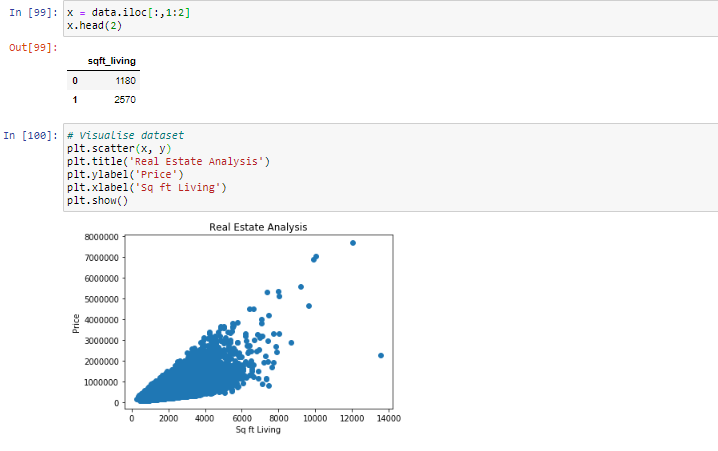 In [99]: x = data.iloc[:,1:2]
x.head(2)
Out[99]:
sqft_living
0 1180
1 2570
In [100]: # Visualise dataset
plt.scatter(x, y)
plt.title('Real Estate Analysis')
plt.ylabel('Price')
plt.xlabel('Sq ft Living')
plt.show()
Real Estate Analysis
8000000
7000000
6000000
5000000
4000000
3000000
2000000
1000000
0
Price
0 2000 4000 6000 8000 10000 12000 14000
Sq ft Living